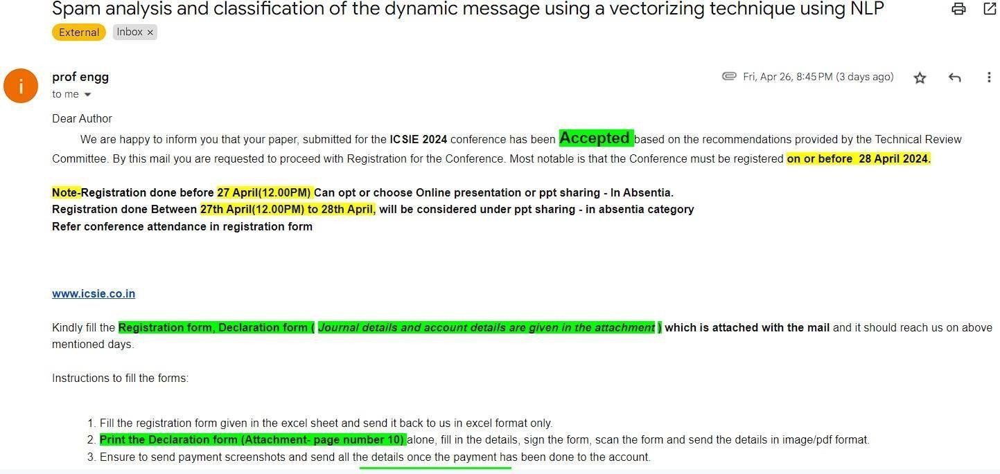 Spam analysis and classification of the dynamic message using a vectorizing technique using NLP
External Inbox ×
i
prof engg
Fri, Apr 26, 8:45 PM (3 days ago)
to me
Dear Author
We are happy to inform you that your paper, submitted for the ICSIE 2024 conference has been Accepted based on the recommendations provided by the Technical Review
Committee. By this mail you are requested to proceed with Registration for the Conference. Most notable is that the Conference must be registered on or before 28 April 2024.
Note-Registration done before 27 April(12.00PM) Can opt or choose Online presentation or ppt sharing - In Absentia.
Registration done Between 27th April(12.00PM) to 28th April, will be considered under ppt sharing - in absentia category
Refer conference attendance in registration form
www.icsie.co.in
Kindly fill the Registration form, Declaration form ( Journal details and account details are given in the attachment ) which is attached with the mail and it should reach us on above
mentioned days.
Instructions to fill the forms:
1. Fill the registration form given in the excel sheet and send it back to us in excel format only.
2. Print the Declaration form (Attachment- page number 10) alone, fill in the details, sign the form, scan the form and send the details in image/pdf format.
3. Ensure to send payment screenshots and send all the details once the payment has been done to the account.